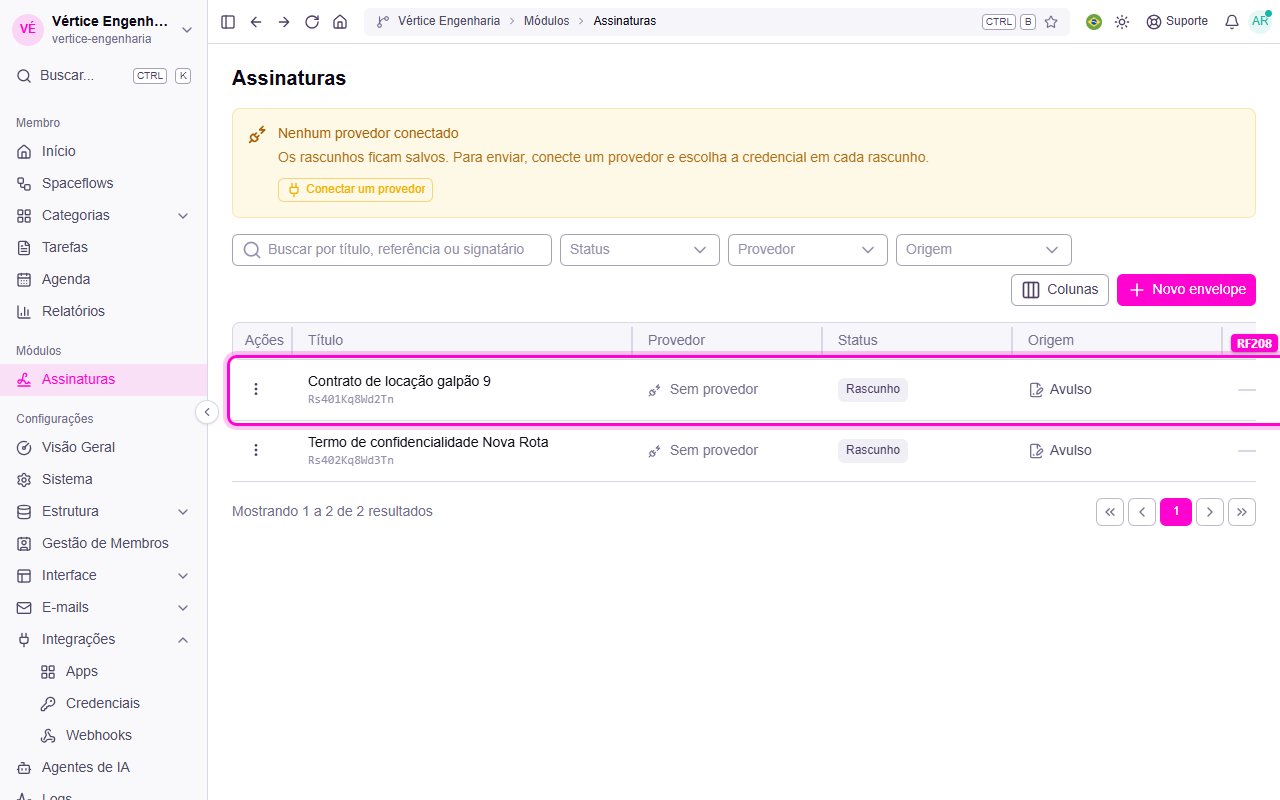 VÉ
Vértice Engenh...
vertice-engenharia
Buscar...
CTRL
K
Membro
Início
Spaceflows
Categorias
Tarefas
Agenda
Relatórios
Módulos
Assinaturas
Configurações
Visão Geral
Sistema
Estrutura
Gestão de Membros
Interface
E-mails
Integrações
Apps
Credenciais
Webhooks
Agentes de IA
Logs
Vértice Engenharia
Módulos
Assinaturas
CTRL
B
Suporte
AR
Assinaturas
Nenhum provedor conectado
Os rascunhos ficam salvos. Para enviar, conecte um provedor e escolha a credencial em cada rascunho.
Conectar um provedor
Buscar por título, referência ou signatário
Status
Provedor
Origem
Colunas
Novo envelope
Ações
Título
Provedor
Status
Origem
RF208
Contrato de locação galpão 9
Rs401Kq8Wd2Tn
Sem provedor
Rascunho
Avulso
—
Termo de confidencialidade Nova Rota
Rs402Kq8Wd3Tn
Sem provedor
Rascunho
Avulso
—
Mostrando 1 a 2 de 2 resultados
1